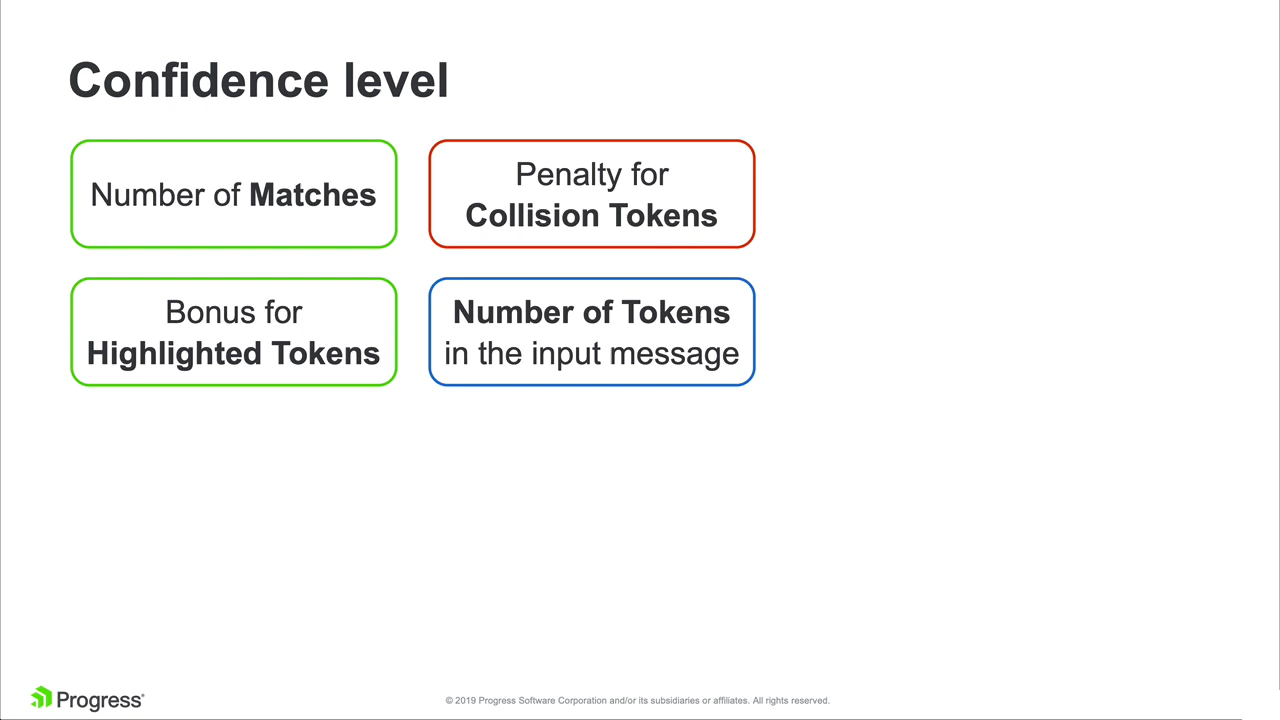 Confidence level
Number of Matches
Penalty for
Collision Tokens
Bonus for
Highlighted Tokens
Number of Tokens
in the input message
Progress®
© 2019 Progress Software Corporation and/or its subsidiaries or affiliates. All rights reserved.